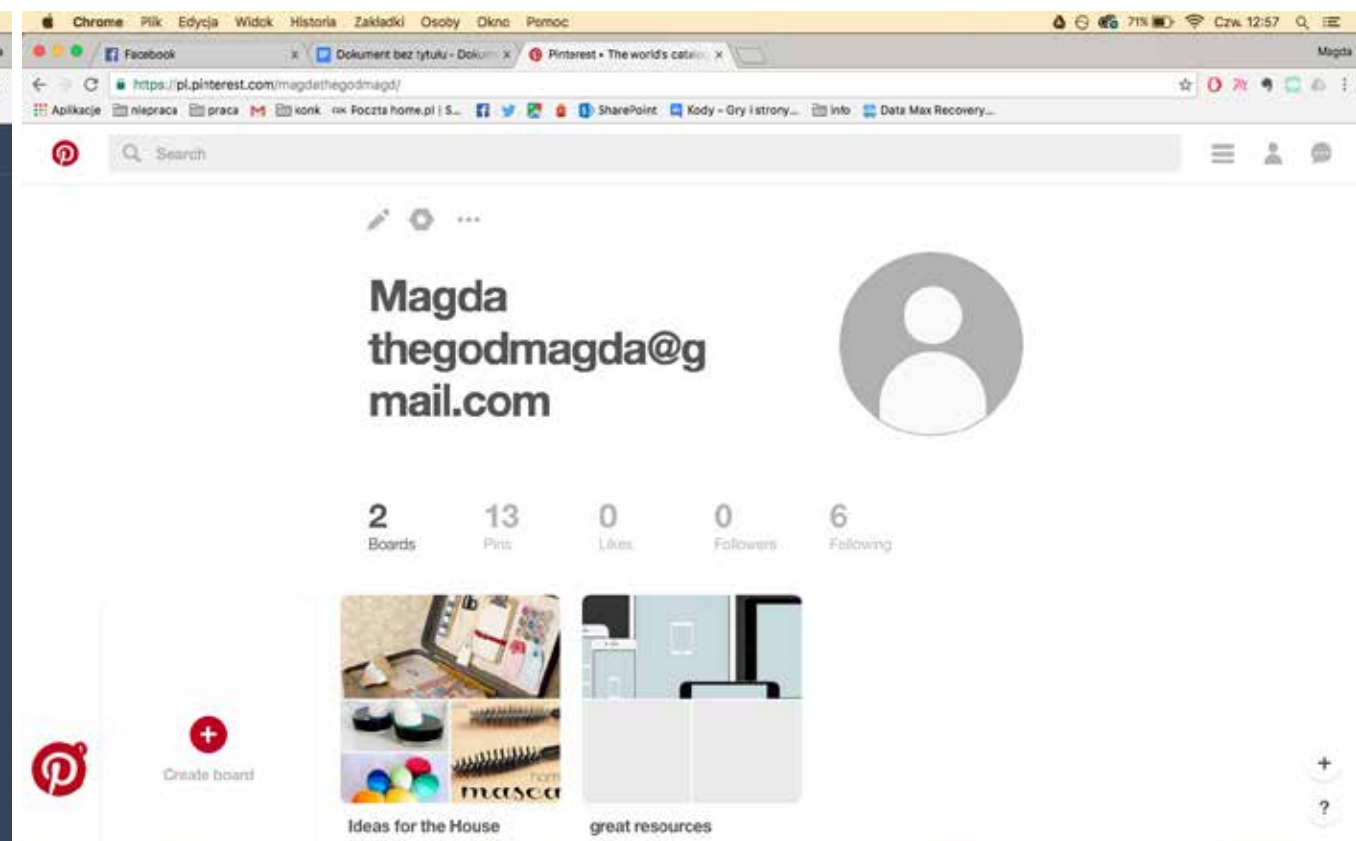 Chrome Plik Edycja Widok Historia Zakładki Osoby Okno Pomoc
71% Czw. 12:57
Facebook x Dokument bez tytułu - Dokum x Pinterest • The world's catalog x Magda
https://pl.pinterest.com/magdathegodmagd/
Aplikacje niepraca praca konk Poczta home.pl | S... SharePoint Kody – Gry i strony... info Data Max Recovery...
Search
Magda
thegodmagda@g
mail.com
2 13 0 0 6
Boards Pins Likes Followers Following
Create board
masca
Ideas for the House great resources